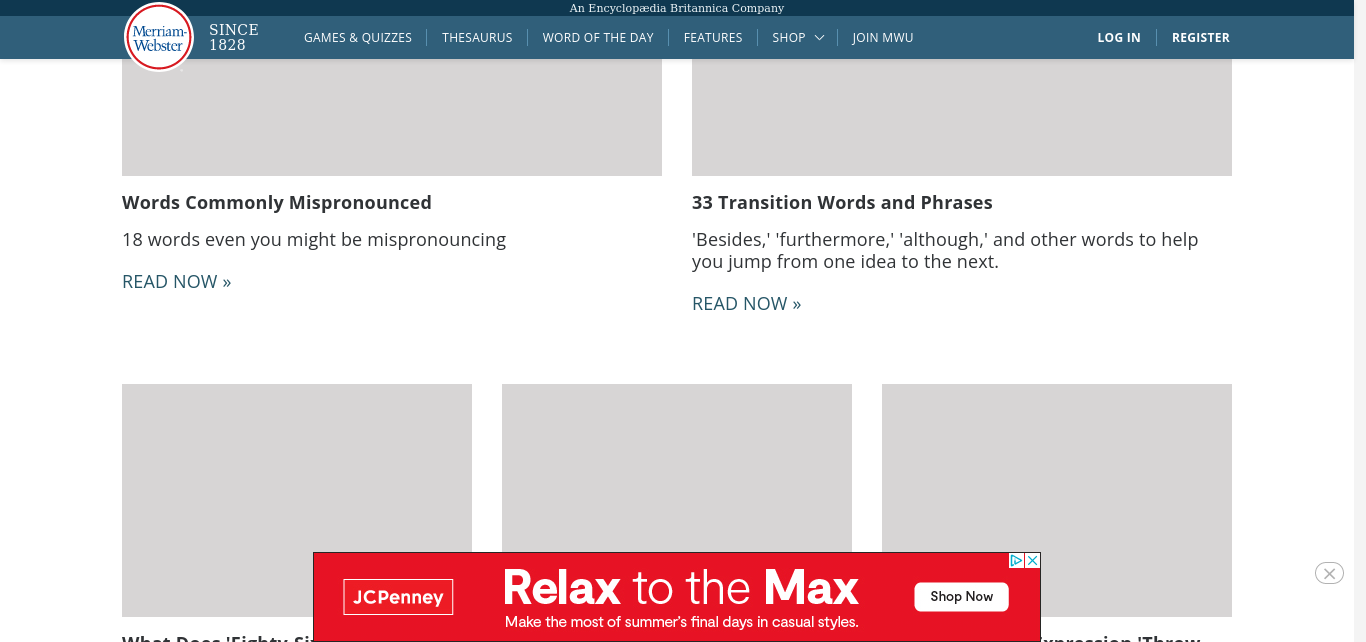 An Encyclopædia Britannica Company
Merriam-
Webster
SINCE
1828
GAMES & QUIZZES
THESAURUS
WORD OF THE DAY
FEATURES
SHOP
JOIN MWU
LOG IN
REGISTER
Words Commonly Mispronounced
18 words even you might be mispronouncing
READ NOW »
33 Transition Words and Phrases
'Besides,' 'furthermore,' 'although,' and other words to help
you jump from one idea to the next.
READ NOW »
JCPenney
Relax to the Max
Make the most of summer's final days in casual styles.
Shop Now
What Does 'Eighty-Si
xpression 'Throw